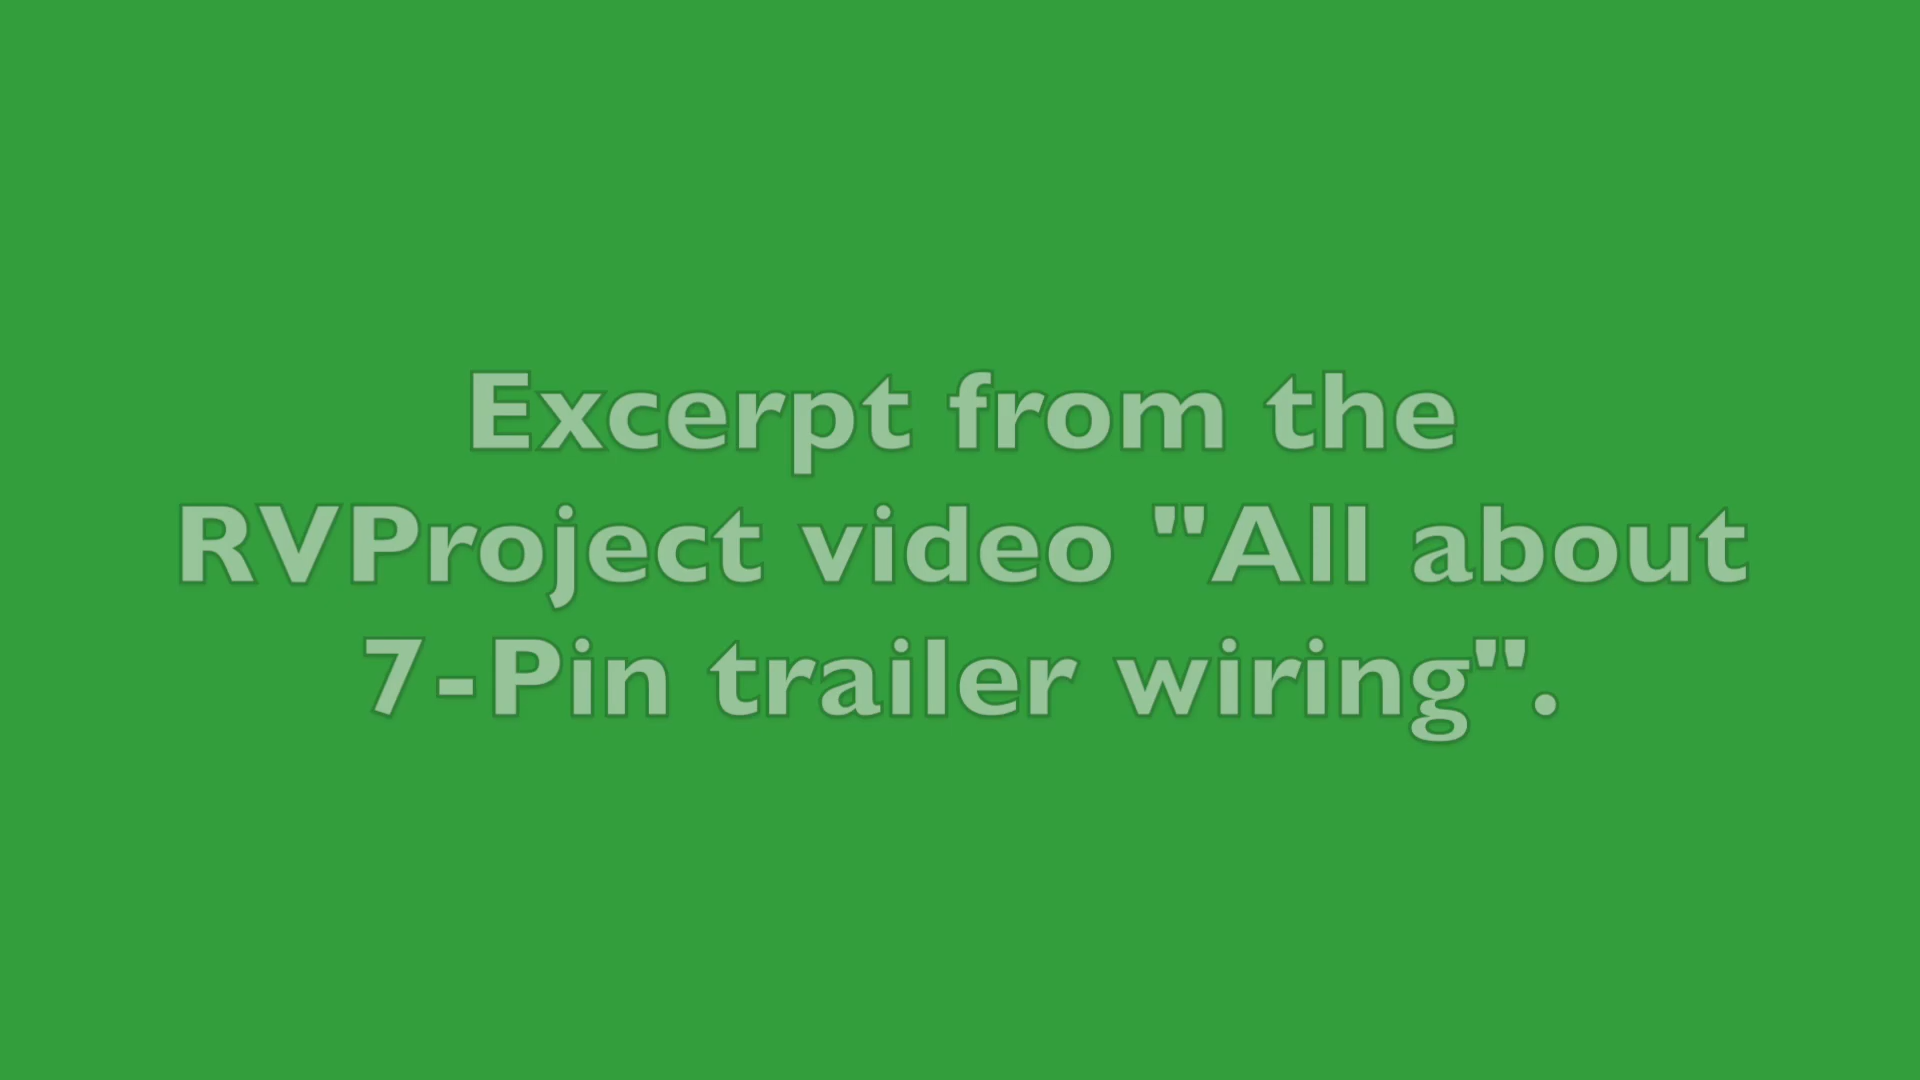 Excerpt from the
RVProject video "All about
7-Pin trailer wiring".